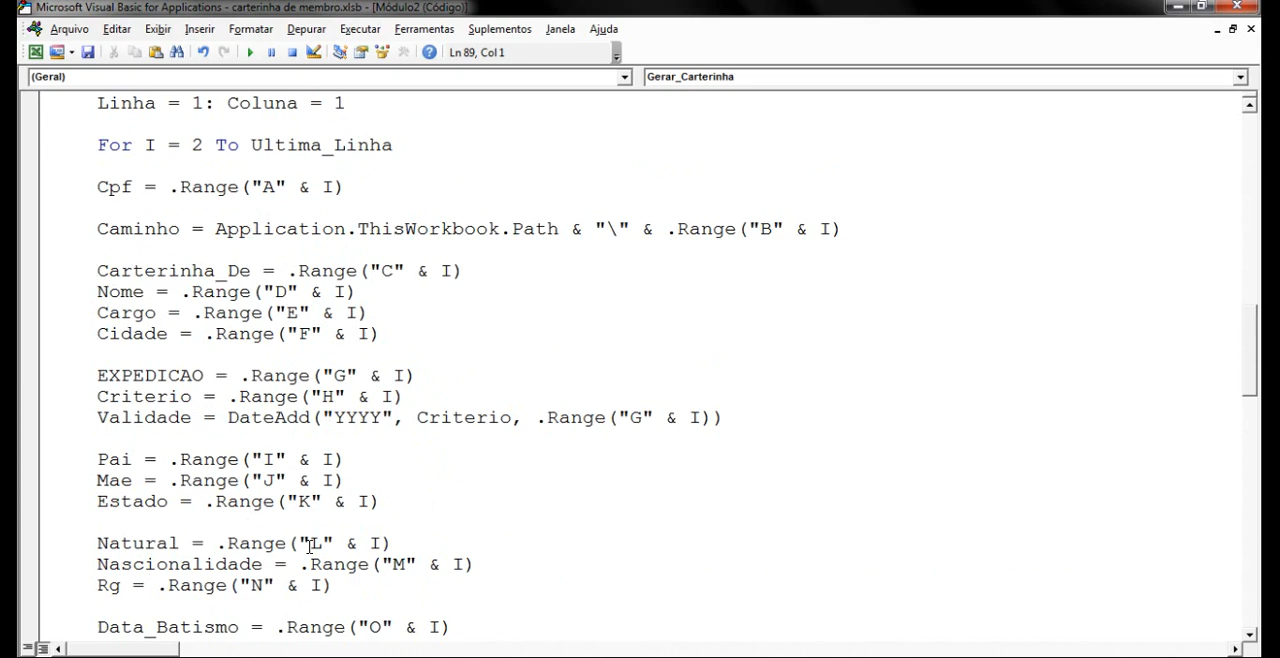 Microsoft Visual Basic for Applications - carterinha de membro.xlsb - [Módulo2 (Código)]
Arquivo Editar Exibir Inserir Formatar Depurar Executar Ferramentas Suplementos Janela Ajuda
Ln 89, Col 1
(Geral) Gerar_Carterinha
Linha = 1: Coluna = 1
For I = 2 To Ultima_Linha
Cpf = .Range("A" & I)
Caminho = Application.ThisWorkbook.Path & "\" & .Range("B" & I)
Carterinha_De = .Range("C" & I)
Nome = .Range("D" & I)
Cargo = .Range("E" & I)
Cidade = .Range("F" & I)
EXPEDICAO = .Range("G" & I)
Criterio = .Range("H" & I)
Validade = DateAdd("YYYY", Criterio, .Range("G" & I))
Pai = .Range("I" & I)
Mae = .Range("J" & I)
Estado = .Range("K" & I)
Natural = .Range("L" & I)
Nascionalidade = .Range("M" & I)
Rg = .Range("N" & I)
Data_Batismo = .Range("O" & I)